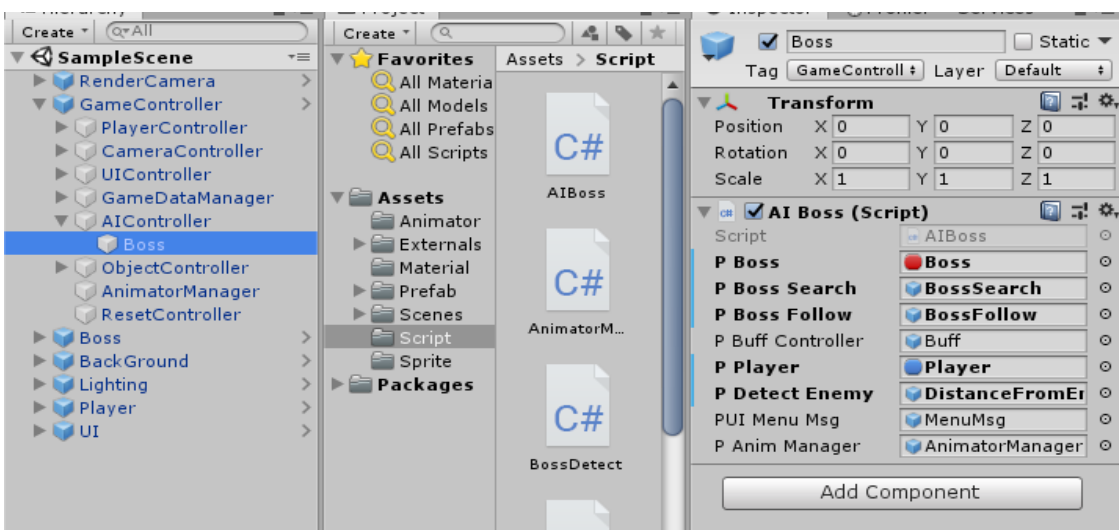 Create
All
SampleScene
RenderCamera
GameController
PlayerController
CameraController
UIController
GameDataManager
AIController
Boss
ObjectController
AnimatorManager
ResetController
Boss
BackGround
Lighting
Player
UI
Create
Favorites
All Materia
All Models
All Prefabs
All Scripts
Assets
Animator
Externals
Material
Prefab
Scenes
Script
Sprite
Packages
Assets > Script
C#
AIBoss
C#
AnimatorM...
C#
BossDetect
Boss Static
Tag GameControll Layer Default
Transform
Position X 0 Y 0 Z 0
Rotation X 0 Y 0 Z 0
Scale X 1 Y 1 Z 1
AI Boss (Script)
Script AIBoss
P Boss Boss
P Boss Search BossSearch
P Boss Follow BossFollow
P Buff Controller Buff
P Player Player
P Detect Enemy DistanceFromEr
PUI Menu Msg MenuMsg
P Anim Manager AnimatorManager
Add Component